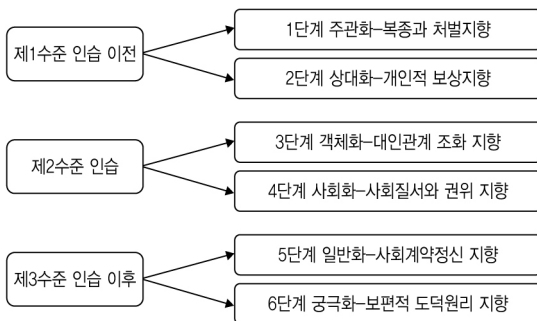 제1수준 인습 이전
1단계 주관화–복종과 처벌지향
2단계 상대화–개인적 보상지향
제2수준 인습
3단계 객체화–대인관계 조화 지향
4단계 사회화–사회질서와 권위 지향
제3수준 인습 이후
5단계 일반화–사회계약정신 지향
6단계 궁극화–보편적 도덕원리 지향